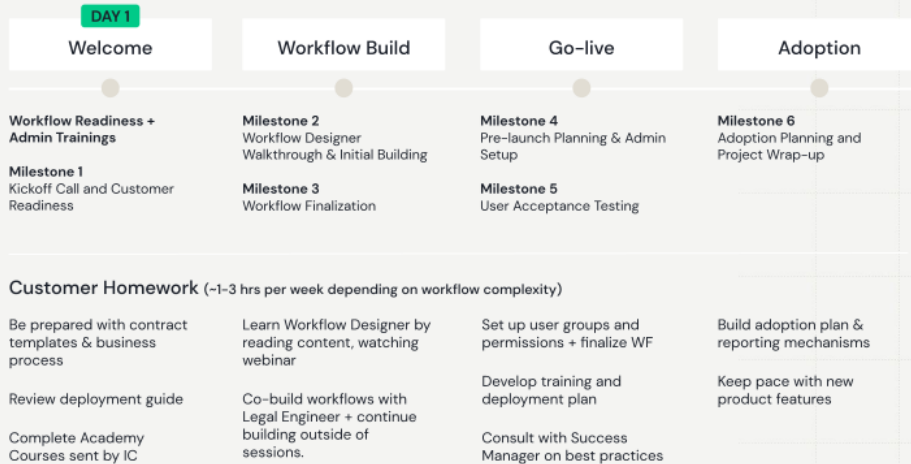 DAY 1
Welcome
Workflow Build
Go-live
Adoption
Workflow Readiness +
Admin Trainings
Milestone 1
Kickoff Call and Customer
Readiness
Milestone 2
Workflow Designer
Walkthrough & Initial Building
Milestone 3
Workflow Finalization
Milestone 4
Pre-launch Planning & Admin
Setup
Milestone 5
User Acceptance Testing
Milestone 6
Adoption Planning and
Project Wrap-up
Customer Homework (~1-3 hrs per week depending on workflow complexity)
Be prepared with contract
templates & business
process
Review deployment guide
Complete Academy
Courses sent by IC
Learn Workflow Designer by
reading content, watching
webinar
Co-build workflows with
Legal Engineer + continue
building outside of
sessions.
Set up user groups and
permissions + finalize WF
Develop training and
deployment plan
Consult with Success
Manager on best practices
Build adoption plan &
reporting mechanisms
Keep pace with new
product features